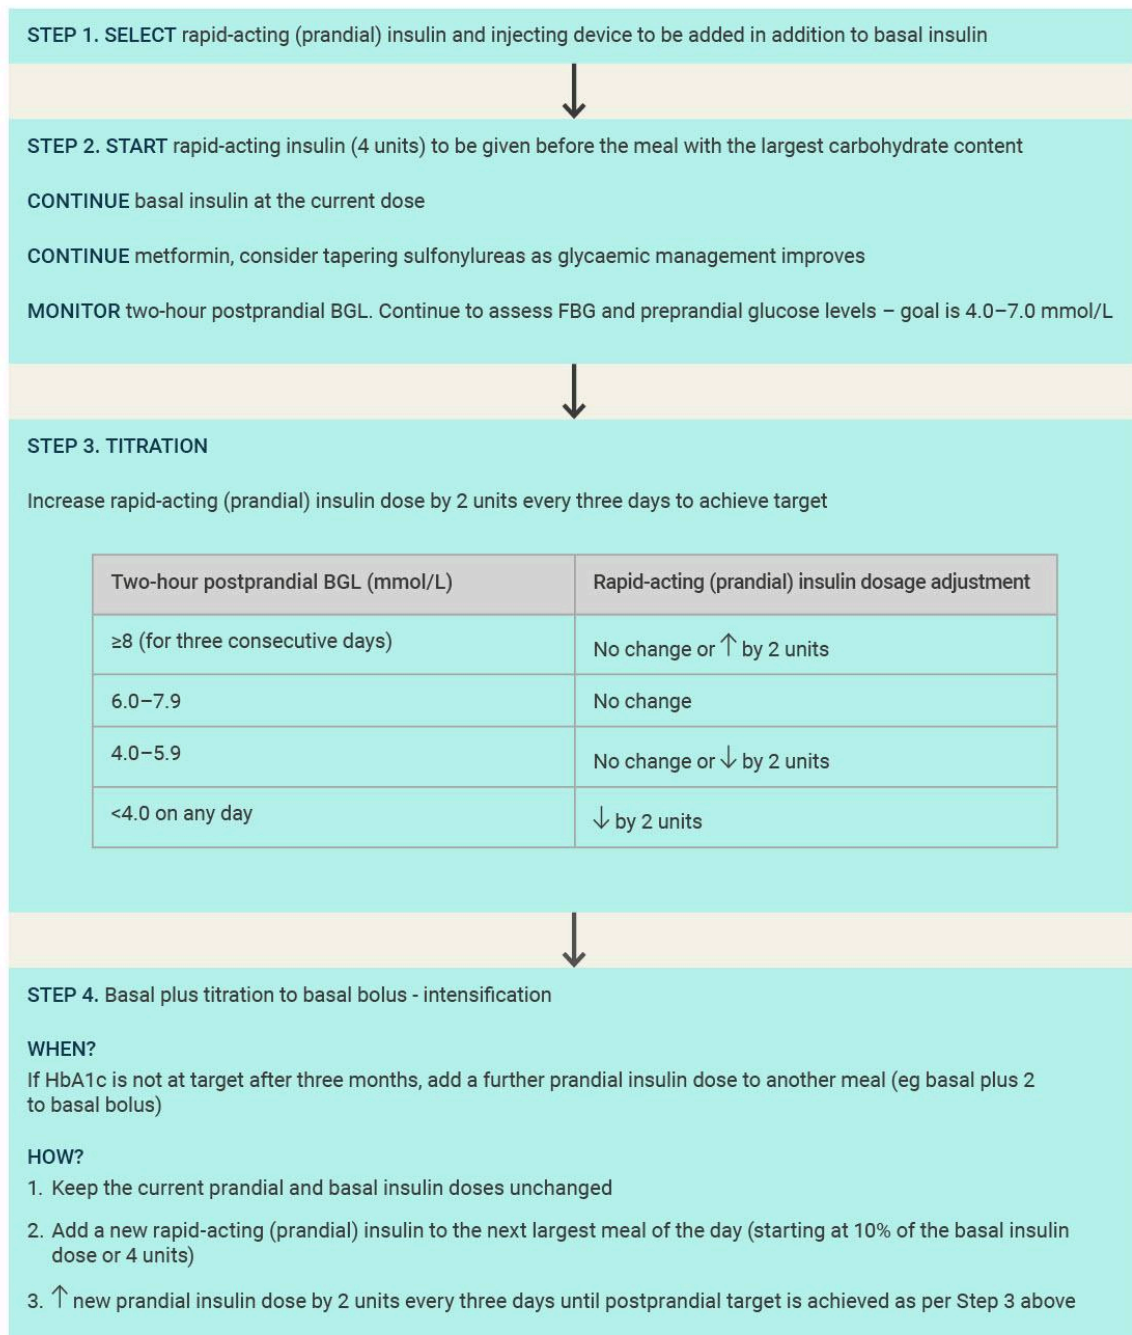 STEP 1. SELECT rapid-acting (prandial) insulin and injecting device to be added in addition to basal insulin
STEP 2. START rapid-acting insulin (4 units) to be given before the meal with the largest carbohydrate content
CONTINUE basal insulin at the current dose
CONTINUE metformin, consider tapering sulfonylureas as glycaemic management improves
MONITOR two-hour postprandial BGL. Continue to assess FBG and preprandial glucose levels – goal is 4.0–7.0 mmol/L
STEP 3. TITRATION
Increase rapid-acting (prandial) insulin dose by 2 units every three days to achieve target
Two-hour postprandial BGL (mmol/L) Rapid-acting (prandial) insulin dosage adjustment
≥8 (for three consecutive days) No change or ↑ by 2 units
6.0–7.9 No change
4.0–5.9 No change or ↓ by 2 units
<4.0 on any day ↓ by 2 units
STEP 4. Basal plus titration to basal bolus - intensification
WHEN?
If HbA1c is not at target after three months, add a further prandial insulin dose to another meal (eg basal plus 2
to basal bolus)
HOW?
1. Keep the current prandial and basal insulin doses unchanged
2. Add a new rapid-acting (prandial) insulin to the next largest meal of the day (starting at 10% of the basal insulin
dose or 4 units)
3. ↑ new prandial insulin dose by 2 units every three days until postprandial target is achieved as per Step 3 above